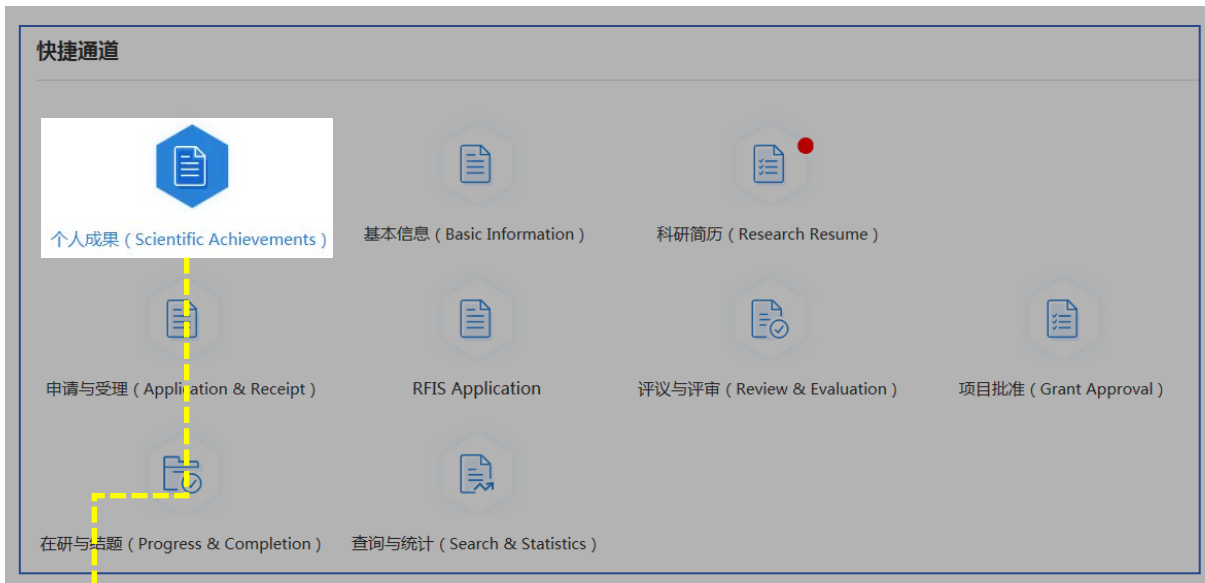 快捷通道
个人成果 ( Scientific Achievements )
基本信息 ( Basic Information )
科研简历 ( Research Resume )
申请与受理 ( Application & Receipt )
RFIS Application
评议与评审 ( Review & Evaluation )
项目批准 ( Grant Approval )
在研与结题 ( Progress & Completion )
查询与统计 ( Search & Statistics )